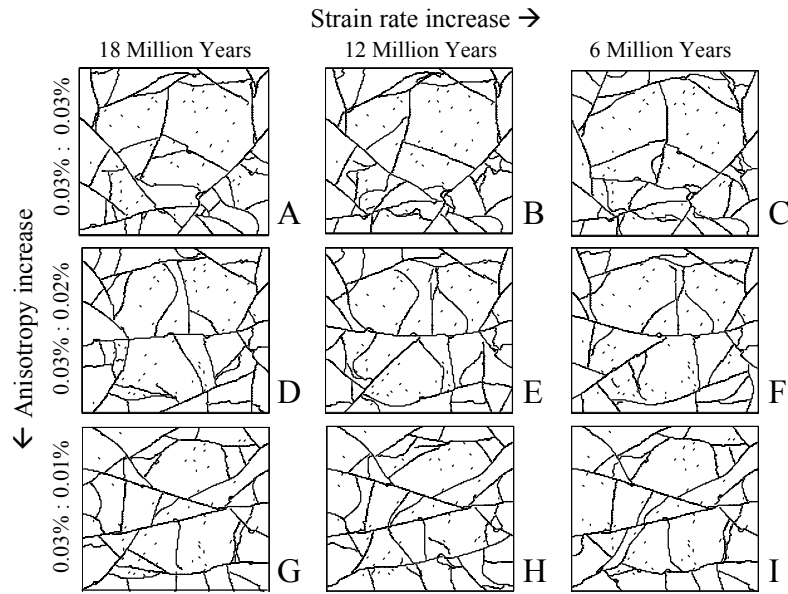 Strain rate increase →
18 Million Years 12 Million Years 6 Million Years
← Anisotropy increase
0.03% : 0.03%
A B C
0.03% : 0.02%
D E F
0.03% : 0.01%
G H I